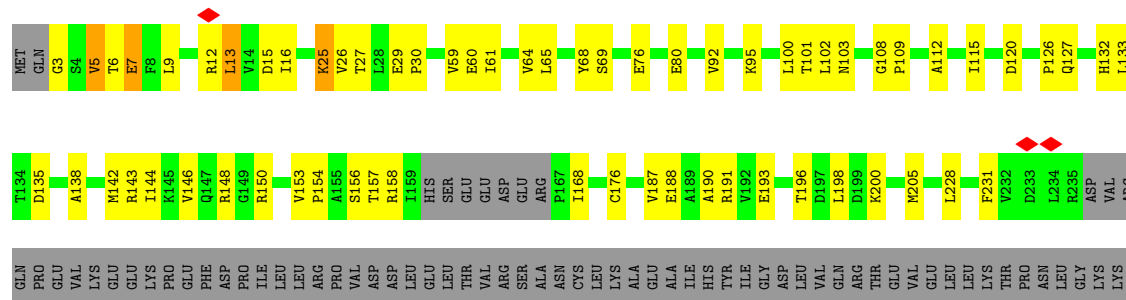 MET GLN G3 S4 V5 T6 E7 F8 L9 R12 L13 V14 D15 I16 K25 V26 T27 L28 E29 P30 V59 E60 I61 V64 L65 Y68 S69 E76 E80 V92 K95 L100 T101 L102 N103 G108 P109 A112 I115 D120 P126 Q127 H132 L133
T134 D135 A138 M142 R143 I144 K145 V146 Q147 R148 G149 R150 V153 P154 A155 S156 T157 R158 I159 HIS SER GLU GLU ASP GLU ARG P167 I168 C176 V187 E188 A189 A190 R191 V192 E193 T196 D197 L198 D199 K200 M205 L228 F231 V232 D233 L234 R235 ASP VAL ARG
GLN PRO GLU VAL LYS GLU GLU LYS PRO GLU PHE ASP PRO ILE LEU LEU ARG PRO VAL ASP ASP LEU GLU LEU THR VAL ARG SER ALA ASN CYS LEU LYS ALA GLU ALA ILE HIS TYR ILE GLY ASP LEU VAL GLN ARG THR GLU VAL GLU LEU LEU LYS THR PRO ASN LEU GLY LYS LYS